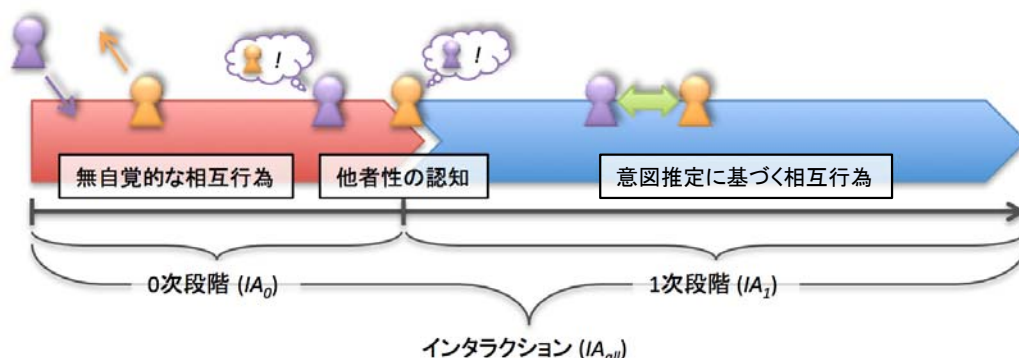 !
!
無自覚的な相互行為
他者性の認知
意図推定に基づく相互行為
0次段階 (IA0)
1次段階 (IA1)
インタラクション (IAall)